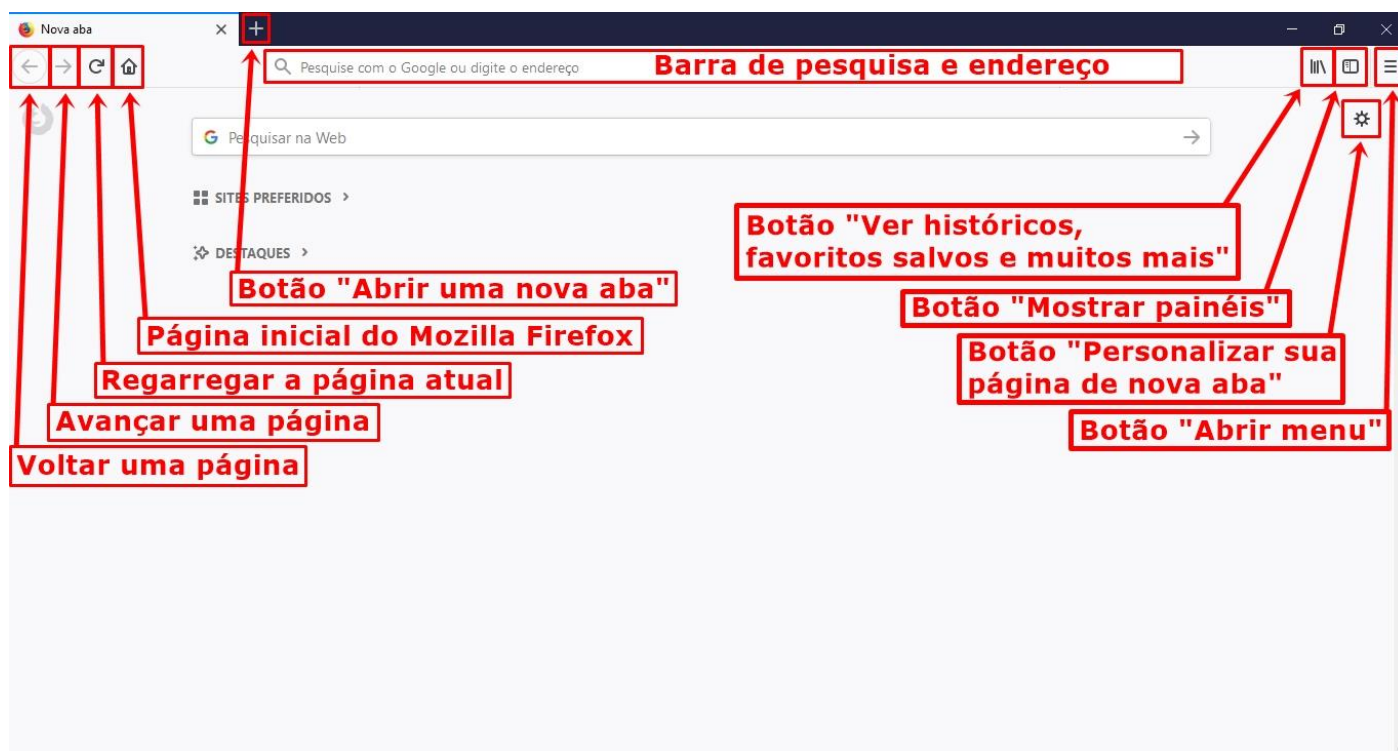 Nova aba
Pesquise com o Google ou digite o endereço
Barra de pesquisa e endereço
Pesquisar na Web
SITES PREFERIDOS
DESTAQUES
Botão "Ver históricos,
favoritos salvos e muitos mais"
Botão "Abrir uma nova aba"
Botão "Mostrar painéis"
Página inicial do Mozilla Firefox
Botão "Personalizar sua
página de nova aba"
Regarregar a página atual
Avançar uma página
Botão "Abrir menu"
Voltar uma página